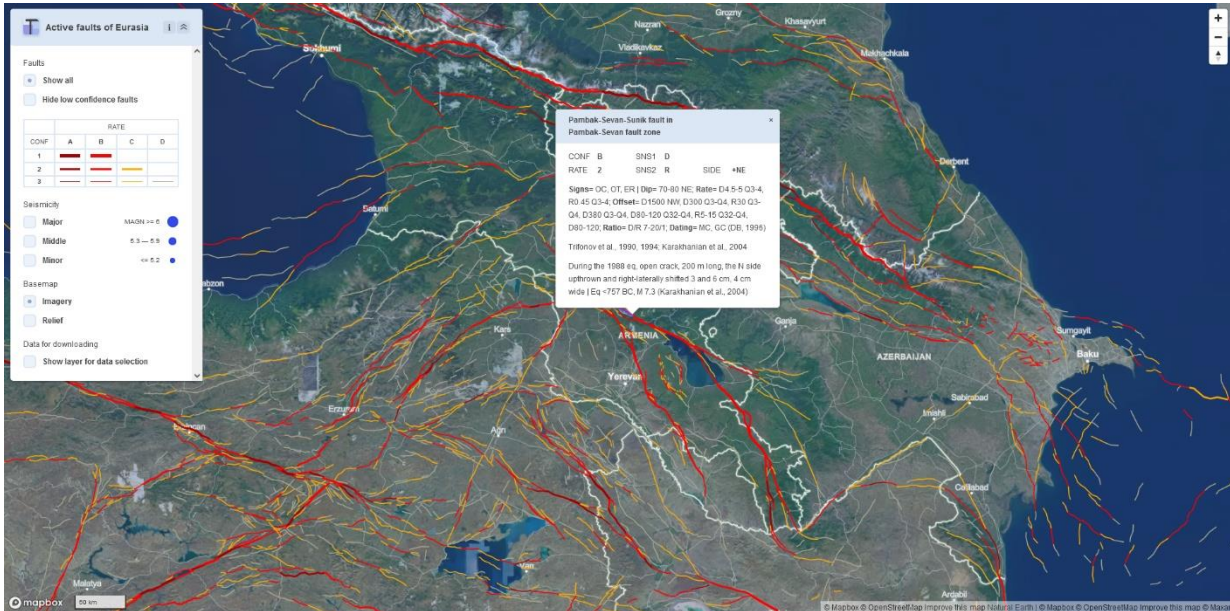 Active faults of Eurasia
i
Faults
Show all
Hide low confidence faults
RATE
CONF A B C D
1
2
3
Seismicity
Major MAGN >= 6
Middle 5.3 — 5.9
Minor <= 5.2
Basemap
Imagery
Relief
Data for downloading
Show layer for data selection
Pambak-Sevan-Sunik fault in
Pambak-Sevan fault zone
×
CONF B SNS1 D
RATE 2 SNS2 R SIDE +NE
Signs= OC, OT, ER | Dip= 70-80 NE; Rate= D4.5-5 Q3-4,
R0.45 Q3-4; Offset= D1500 NW, D300 Q3-Q4, R30 Q3-
Q4, D380 Q3-Q4, D80-120 Q32-Q4, R5-15 Q32-Q4,
D80-120; Ratio= D/R 7-20/1; Dating= MC, GC (DB, 1995)
Trifonov et al., 1990, 1994; Karakhanian et al., 2004
During the 1988 eq, open crack, 200 m long, the N side
upthrown and right-laterally shifted 3 and 6 cm, 4 cm
wide | Eq <757 BC, M 7.3 (Karakhanian et al., 2004)
+
−
Grozny
Khasavyurt
Nazran
Vladikavkaz
Makhachkala
Sokhumi
Derbent
Batumi
abzon
Kars
ARMENIA
Ganja
Sumgayit
Baku
AZERBAIJAN
Yerevan
Sabirabad
Imishli
Erzurum
Erzincan
Agri
Calilabad
Van
Malatya
Ardabil
mapbox
50 km
© Mapbox © OpenStreetMap Improve this map Natural Earth | © Mapbox © OpenStreetMap Improve this map © Maxar